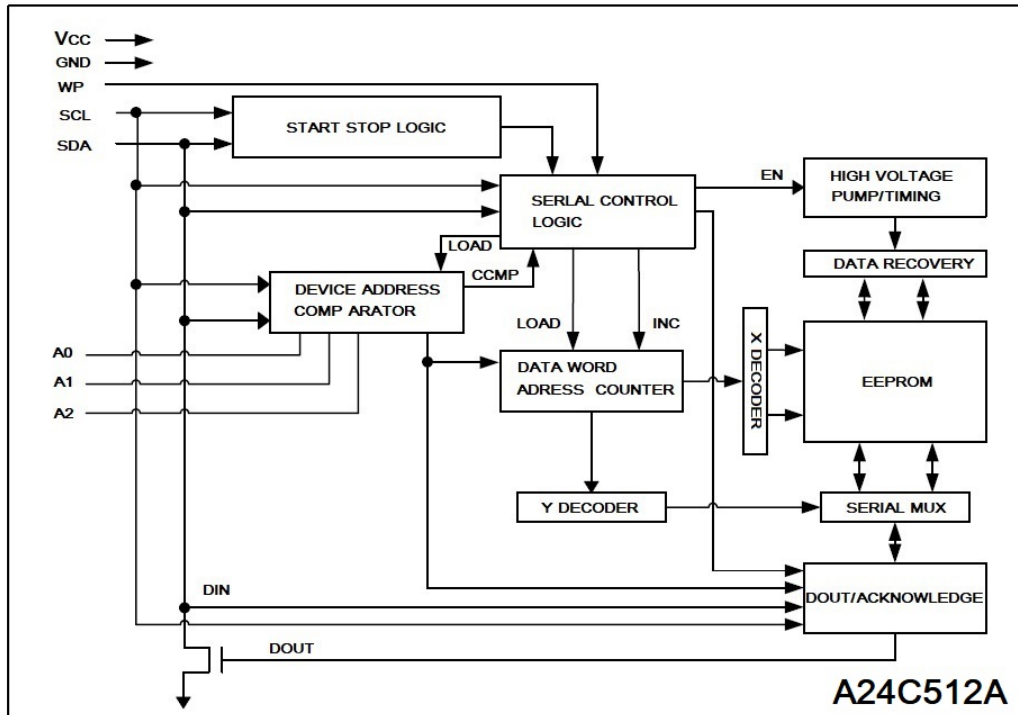 VCC
GND
WP
SCL
SDA
START STOP LOGIC
SERLAL CONTROL
LOGIC
EN
HIGH VOLTAGE
PUMP/TIMING
LOAD
CCMP
DATA RECOVERY
DEVICE ADDRESS
COMP ARATOR
LOAD
INC
X DECODER
EEPROM
A0
A1
A2
DATA WORD
ADRESS COUNTER
Y DECODER
SERIAL MUX
DIN
DOUT/ACKNOWLEDGE
DOUT
A24C512A